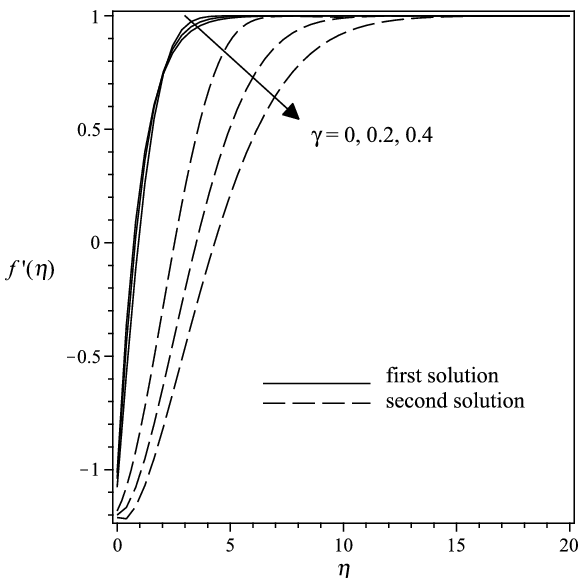 1
0.5
γ = 0, 0.2, 0.4
0
f '(η)
−0.5
first solution
second solution
−1
0 5 10 15 20
η